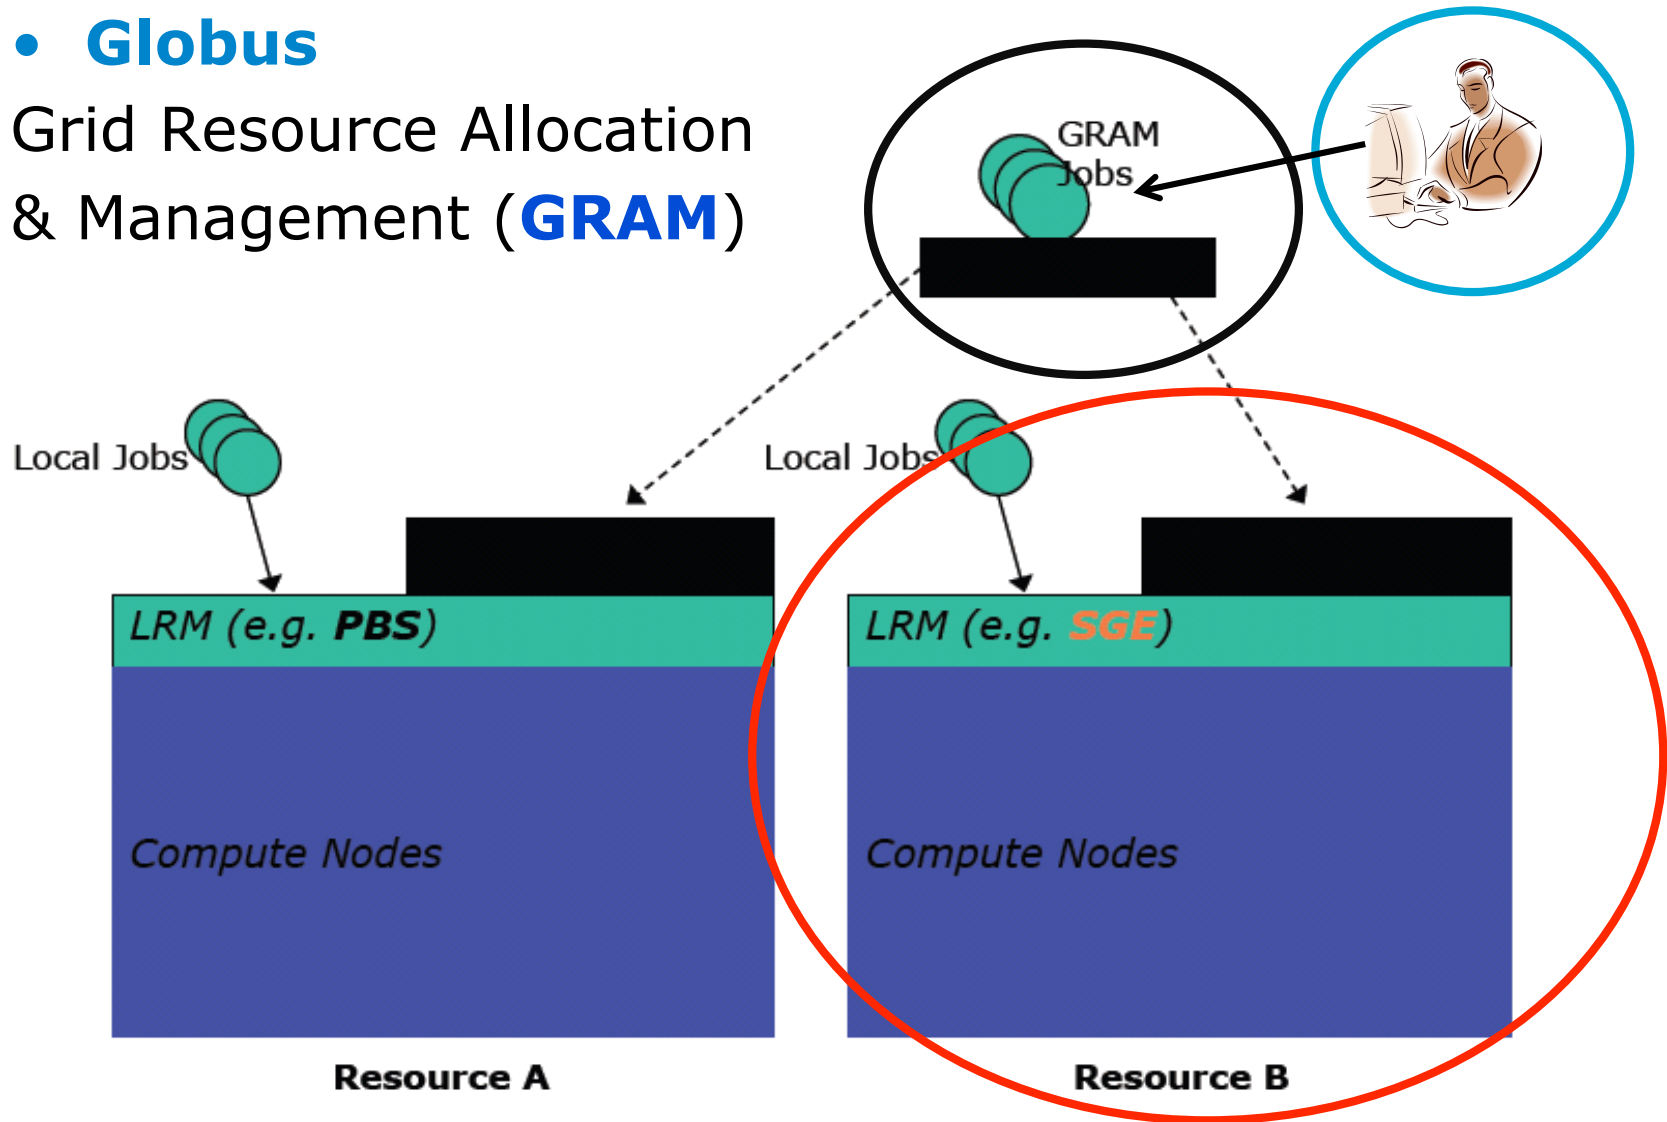 • Globus
Grid Resource Allocation
& Management (GRAM)
GRAM
Jobs
Local Jobs
Local Jobs
LRM (e.g. PBS)
LRM (e.g. SGE)
Compute Nodes
Compute Nodes
Resource A
Resource B